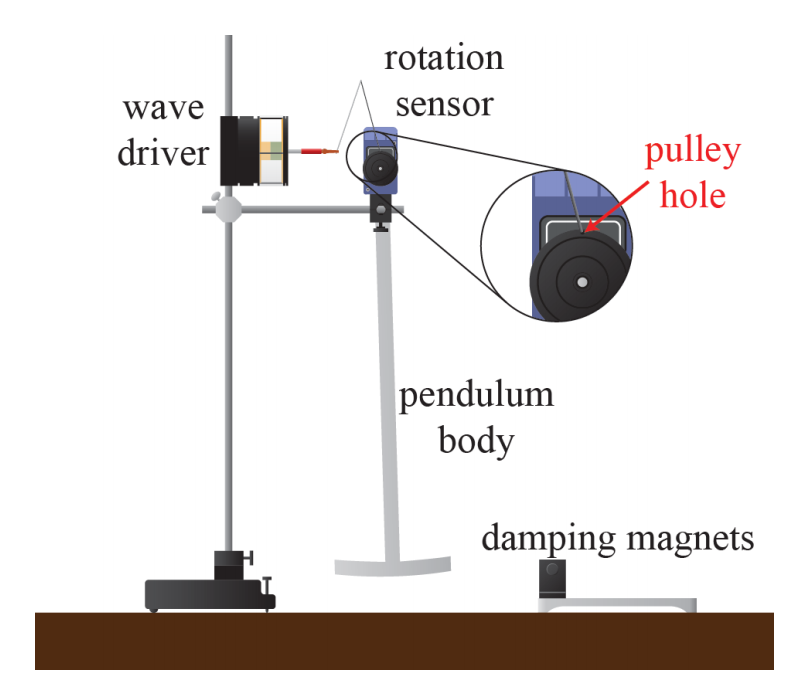 rotation
sensor
wave
driver
pulley
hole
pendulum
body
damping magnets